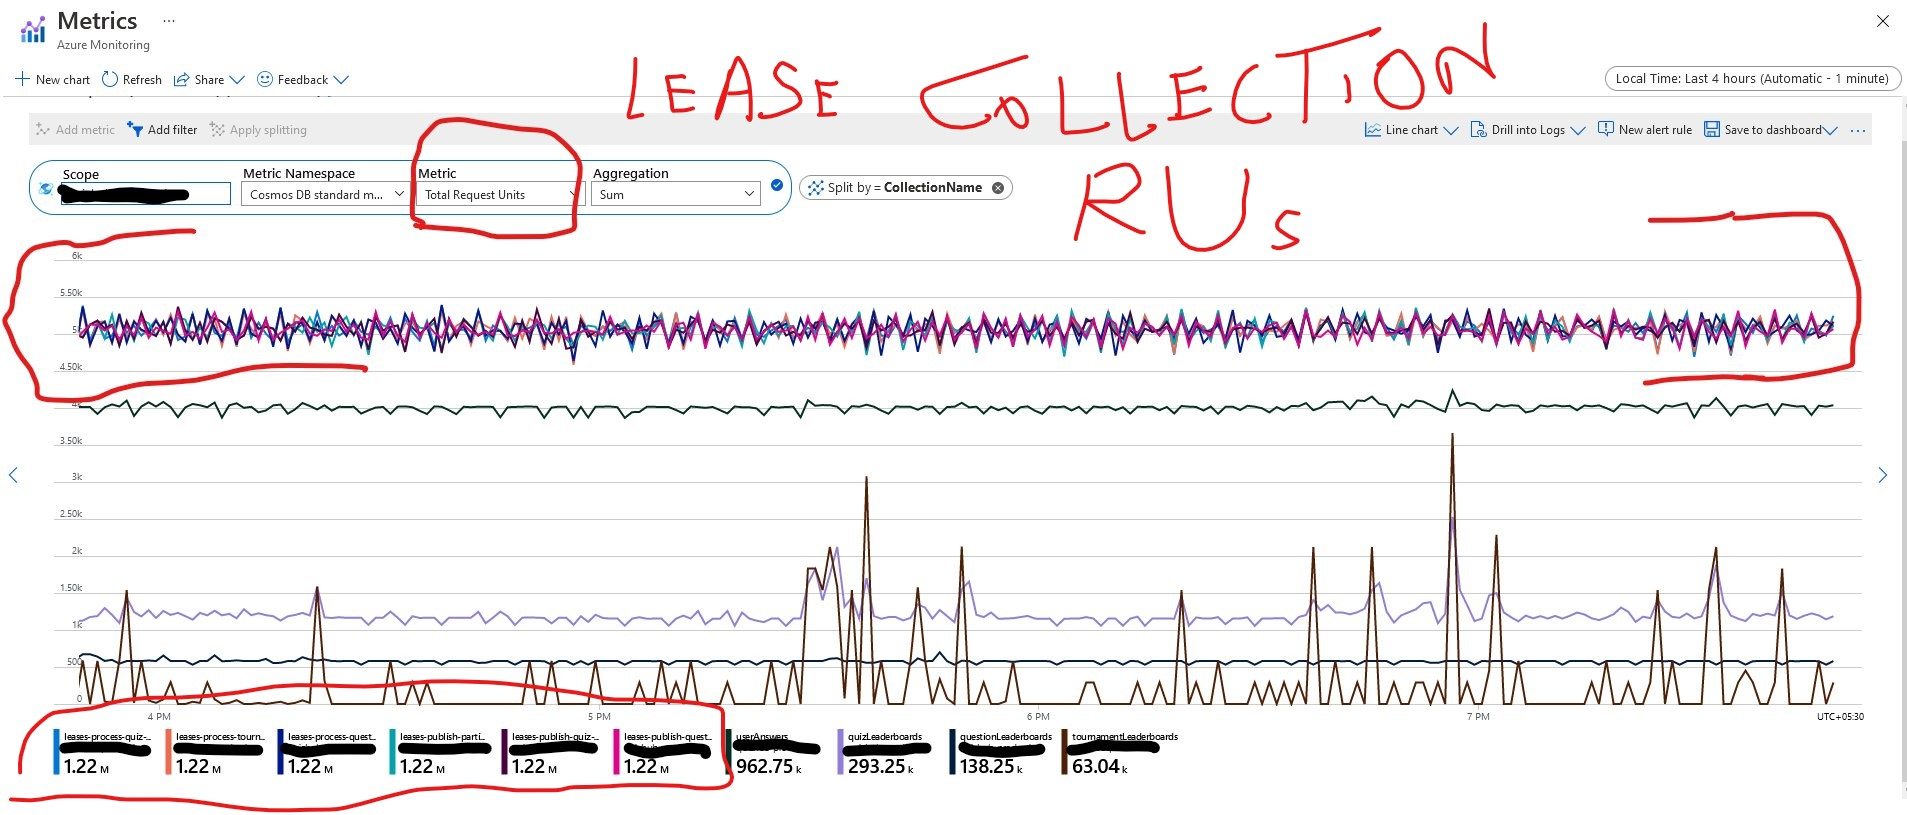 Metrics ...
Azure Monitoring
New chart Refresh Share Feedback
Local Time: Last 4 hours (Automatic - 1 minute)
LEASE COLLECTION
RUs
Add metric Add filter Apply splitting
Line chart Drill into Logs New alert rule Save to dashboard ...
Scope Metric Namespace Metric Aggregation
Cosmos DB standard m... Total Request Units Sum
Split by = CollectionName
6k
5.50k
4.50k
3.50k
3k
2.50k
2k
1.50k
1k
500
0
4 PM 5 PM 6 PM 7 PM UTC+05:30
leases-process-quiz-... leases-process-tourn... leases-process-quest... leases-publish-parti... leases-publish-quiz-... leases-publish-quest... userAnswers quizLeaderboards questionLeaderboards tournamentLeaderboards
1.22 M 1.22 M 1.22 M 1.22 M 1.22 M 1.22 M 962.75 k 293.25 k 138.25 k 63.04 k